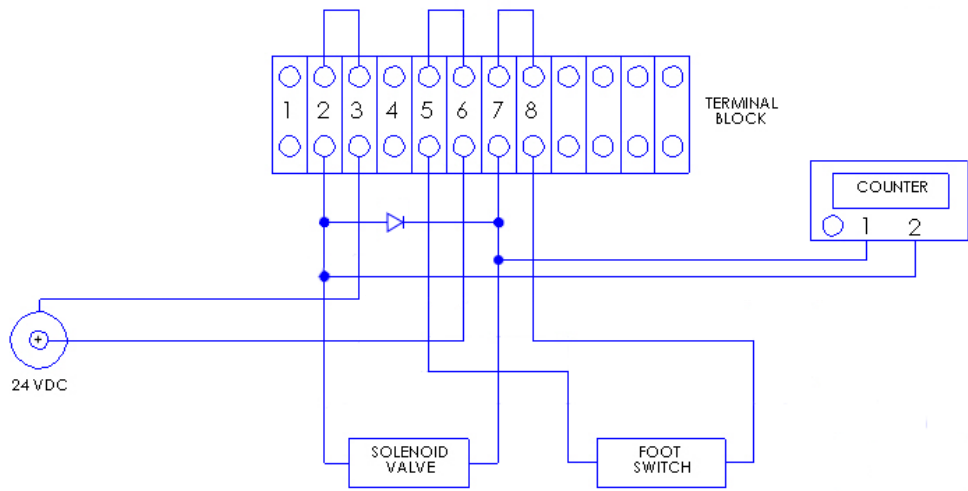 1 2 3 4 5 6 7 8
TERMINAL
BLOCK
COUNTER
1 2
+
24 VDC
SOLENOID
VALVE
FOOT
SWITCH